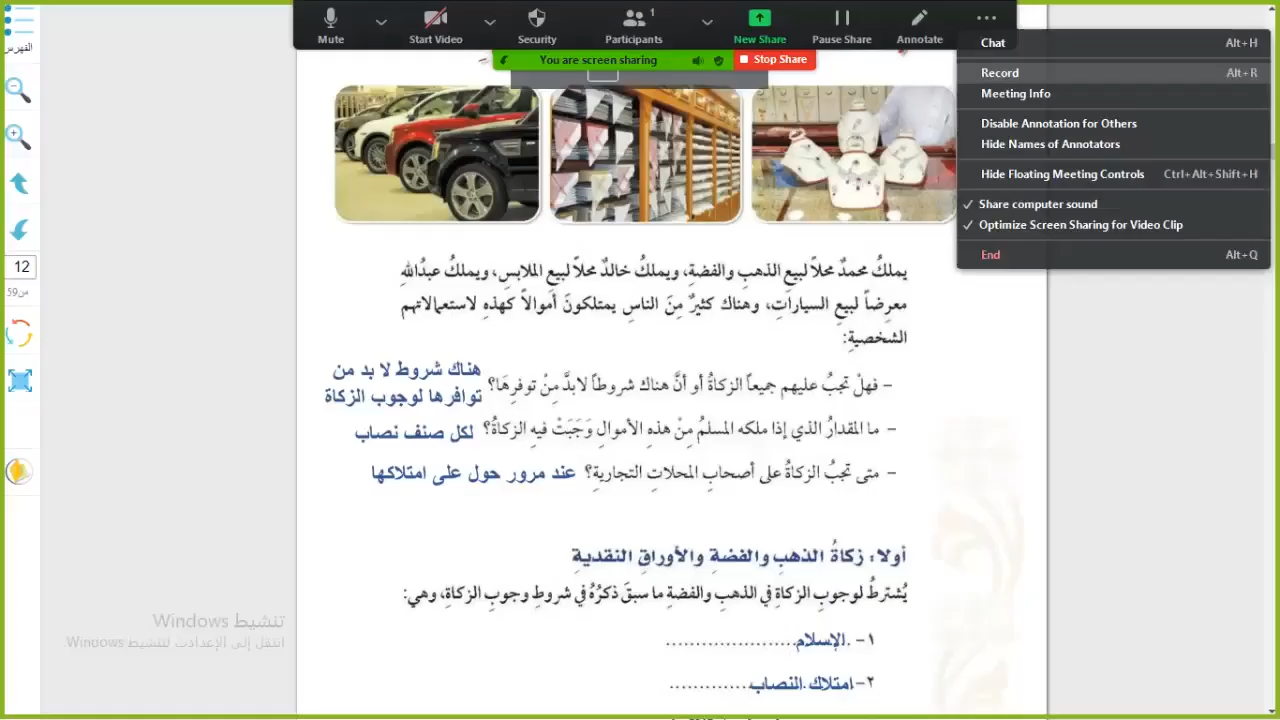 Mute
Start Video
Security
Participants
1
New Share
Pause Share
Annotate
You are screen sharing
Stop Share
Chat Alt+H
Record Alt+R
Meeting Info
Disable Annotation for Others
Hide Names of Annotators
Hide Floating Meeting Controls Ctrl+Alt+Shift+H
Share computer sound
Optimize Screen Sharing for Video Clip
End Alt+Q
الفهرس
12
من59
يملكُ محمدٌ محلاً لبيعِ الذهبِ والفضةِ، ويملكُ خالدٌ محلاً لبيعِ الملابسِ، ويملكُ عبدُاللهِ
معرضاً لبيعِ السياراتِ، وهناك كثيرٌ مِنَ الناسِ يمتلكونَ أموالاً كهذهِ لاستعمالاتهم
الشخصيةِ:
– فهلْ تجبُ عليهم جميعاً الزكاةُ أو أنَّ هناك شروطاً لابدَّ مِنْ توفرِهَا؟ هناك شروط لا بد من
توافرها لوجوب الزكاة
– ما المقدارُ الذي إذا ملكه المسلمُ مِنْ هذهِ الأموالِ وَجَبَتْ فيهِ الزكاةُ؟ لكل صنف نصاب
– متى تجبُ الزكاةُ على أصحابِ المحلاتِ التجاريةِ؟ عند مرور حول على امتلاكها
أولا: زكاةُ الذهبِ والفضةِ والأوراقِ النقديةِ
يُشترطُ لوجوبِ الزكاةِ في الذهبِ والفضةِ ما سبقَ ذكرُهُ في شروطِ وجوبِ الزكاةِ، وهي:
١– .الإسلام.....................
٢–امتلاك النصاب.............
تنشيط Windows
انتقل إلى الإعدادات لتنشيط Windows